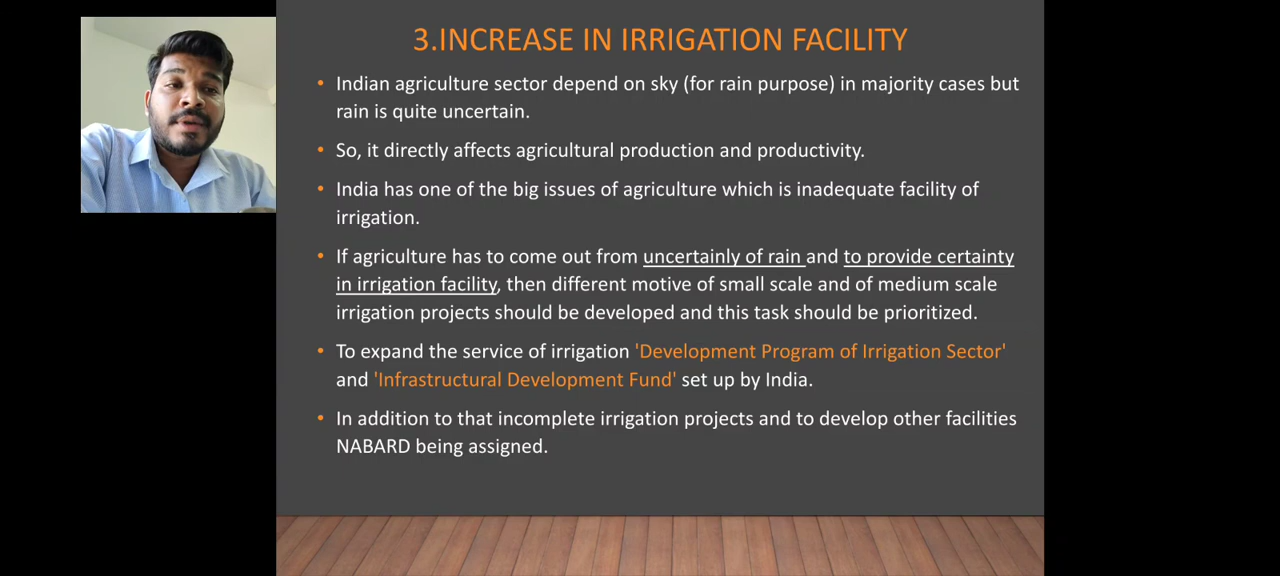 3.INCREASE IN IRRIGATION FACILITY
• Indian agriculture sector depend on sky (for rain purpose) in majority cases but
rain is quite uncertain.
• So, it directly affects agricultural production and productivity.
• India has one of the big issues of agriculture which is inadequate facility of
irrigation.
• If agriculture has to come out from uncertainly of rain and to provide certainty
in irrigation facility, then different motive of small scale and of medium scale
irrigation projects should be developed and this task should be prioritized.
• To expand the service of irrigation 'Development Program of Irrigation Sector'
and 'Infrastructural Development Fund' set up by India.
• In addition to that incomplete irrigation projects and to develop other facilities
NABARD being assigned.